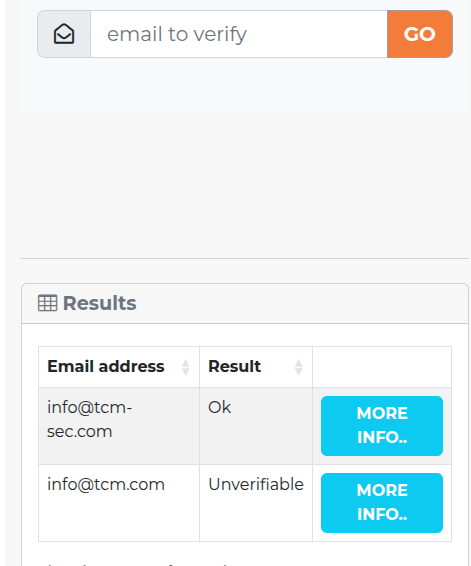 email to verify GO
Results
Email address Result
info@tcm-
sec.com Ok MORE
INFO..
info@tcm.com Unverifiable MORE
INFO..